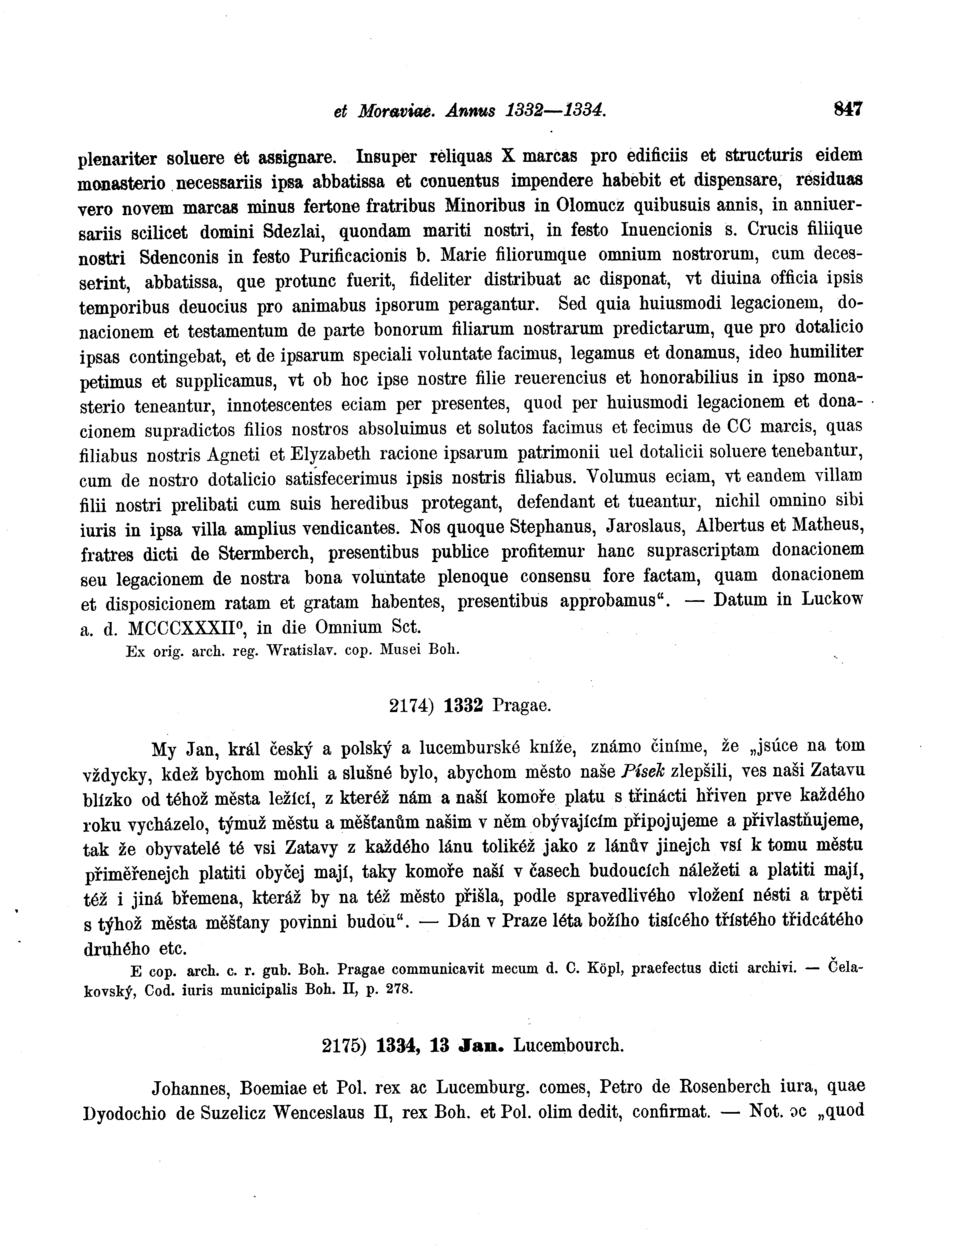 et Moraviae. Annus 1332—1334. 847
plenariter soluere et assignare. Insuper reliquas X marcas pro edificiis et structuris eidem
monasterio necessariis ipsa abbatissa et conuentus impendere habebit et dispensare, residuas
vero novem marcas minus fertone fratribus Minoribus in Olomucz quibusuis annis, in anniuer-
sariis scilicet domini Sdezlai, quondam mariti nostri, in festo Inuencionis s. Crucis filiique
nostri Sdenconis in festo Purificacionis b. Marie filiorumque omnium nostrorum, cum deces-
serint, abbatissa, que protunc fuerit, fideliter distribuat ac disponat, vt diuina officia ipsis
temporibus deuocius pro animabus ipsorum peragantur. Sed quia huiusmodi legacionem, do-
nacionem et testamentum de parte bonorum filiarum nostrarum predictarum, que pro dotalicio
ipsas contingebat, et de ipsarum speciali voluntate facimus, legamus et donamus, ideo humiliter
petimus et supplicamus, vt ob hoc ipse nostre filie reuerencius et honorabilius in ipso mona-
sterio teneantur, innotescentes eciam per presentes, quod per huiusmodi legacionem et dona-
cionem supradictos filios nostros absoluimus et solutos facimus et fecimus de CC marcis, quas
filiabus nostris Agneti et Elyzabeth racione ipsarum patrimonii uel dotalicii soluere tenebantur,
cum de nostro dotalicio satisfecerimus ipsis nostris filiabus. Volumus eciam, vt eandem villam
filii nostri prelibati cum suis heredibus protegant, defendant et tueantur, nichil omnino sibi
iuris in ipsa villa amplius vendicantes. Nos quoque Stephanus, Jaroslaus, Albertus et Matheus,
fratres dicti de Stermberch, presentibus publice profitemur hanc suprascriptam donacionem
seu legacionem de nostra bona voluntate plenoque consensu fore factam, quam donacionem
et disposicionem ratam et gratam habentes, presentibus approbamus“. — Datum in Luckow
a. d. MCCCXXXII⁰, in die Omnium Sct.
Ex orig. arch. reg. Wratislav. cop. Musei Boh.
2174) 1332 Pragae.
My Jan, král český a polský a lucemburské kníže, známo činíme, že „jsúce na tom
vždycky, kdež bychom mohli a slušné bylo, abychom město naše Písek zlepšili, ves naši Zatavu
blízko od téhož města ležící, z kteréž nám a naší komoře platu s třinácti hřiven prve každého
roku vycházelo, týmuž městu a měšťanům našim v něm obývajícím připojujeme a přivlastňujeme,
tak že obyvatelé té vsi Zatavy z každého lánu tolikéž jako z lánův jinejch vsí k tomu městu
přiměřenejch platiti obyčej mají, taky komoře naší v časech budoucích náležeti a platiti mají,
též i jiná břemena, kteráž by na též město přišla, podle spravedlivého vložení nésti a trpěti
s týhož města měšťany povinni budou“. — Dán v Praze léta božího tisícého třístého třidcátého
druhého etc.
E cop. arch. c. r. gub. Boh. Pragae communicavit mecum d. C. Köpl, praefectus dicti archivi. — Čela-
kovský, Cod. iuris municipalis Boh. II, p. 278.
2175) 1334, 13 Jan. Lucembourch.
Johannes, Boemiae et Pol. rex ac Lucemburg. comes, Petro de Rosenberch iura, quae
Dyodochio de Suzelicz Wenceslaus II, rex Boh. et Pol. olim dedit, confirmat. — Not. ɔc „quod